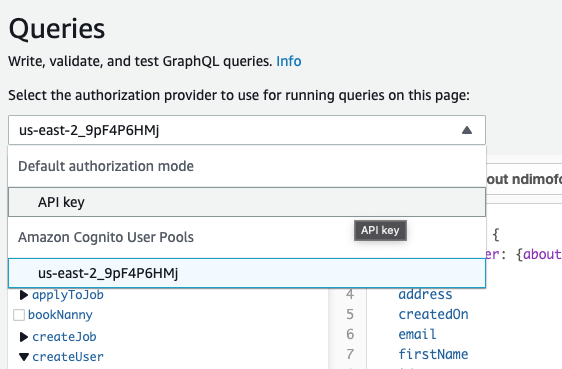 Queries
Write, validate, and test GraphQL queries. Info
Select the authorization provider to use for running queries on this page:
us-east-2_9pF4P6HMj
Default authorization mode
API key
Amazon Cognito User Pools
us-east-2_9pF4P6HMj
API key
out ndimofo
{
er: {about
applyToJob
bookNanny
createJob
createUser
4 address
5 createdOn
6 email
7 firstName